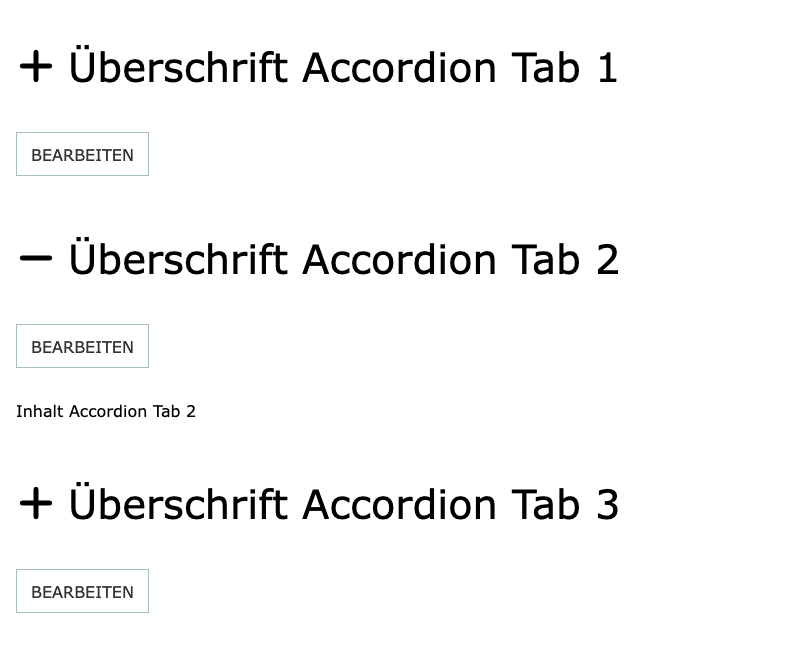 Überschrift Accordion Tab 1
BEARBEITEN
Überschrift Accordion Tab 2
BEARBEITEN
Inhalt Accordion Tab 2
Überschrift Accordion Tab 3
BEARBEITEN